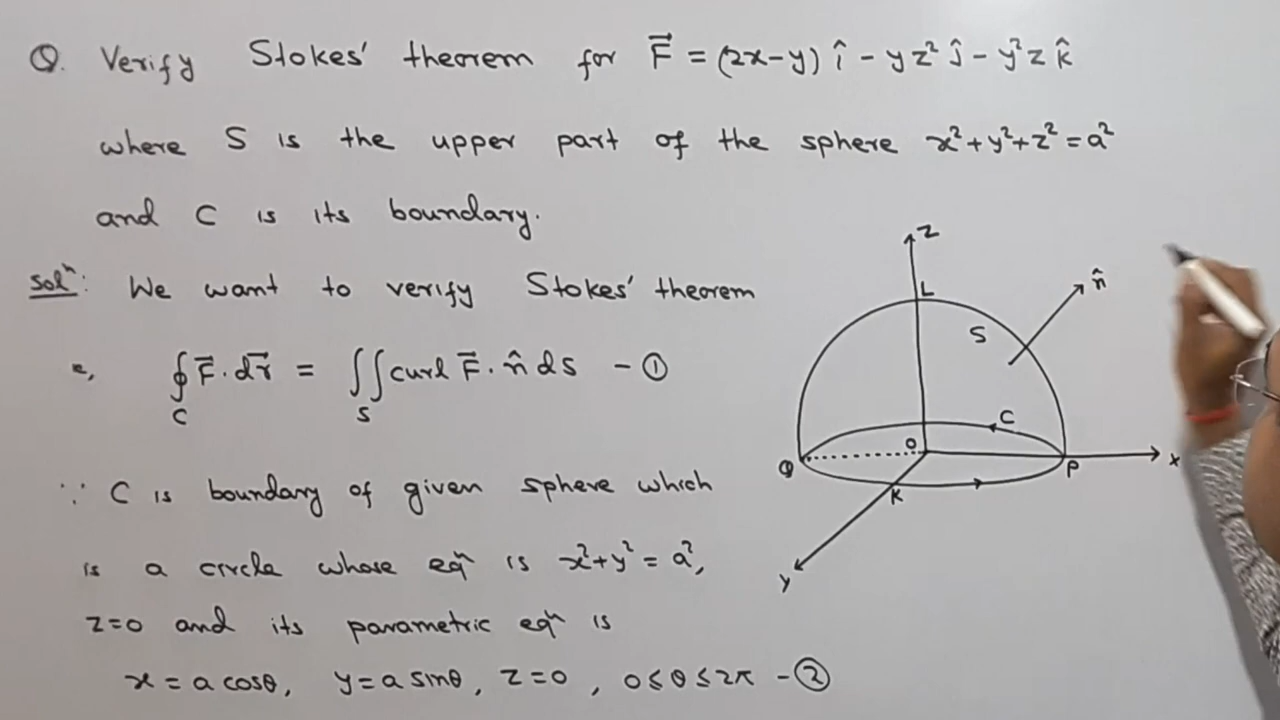 Q. Verify Stokes' theorem for F⃗ = (2x-y) î - yz² ĵ - y²z k̂
where S is the upper part of the sphere x²+y²+z²=a²
and C is its boundary.
Solⁿ: We want to verify Stokes' theorem
∮_C F⃗.dr⃗ = ∬_S curl F⃗. n̂ ds - ①
∵ C is boundary of given sphere which
is a circle whose eqⁿ is x²+y² = a²,
z=0 and its parametric eqⁿ is
x = a cosθ, y = a sinθ, z=0, 0≤θ≤2π - ②
z
L
n̂
S
C
O
Q
P
x
K
y